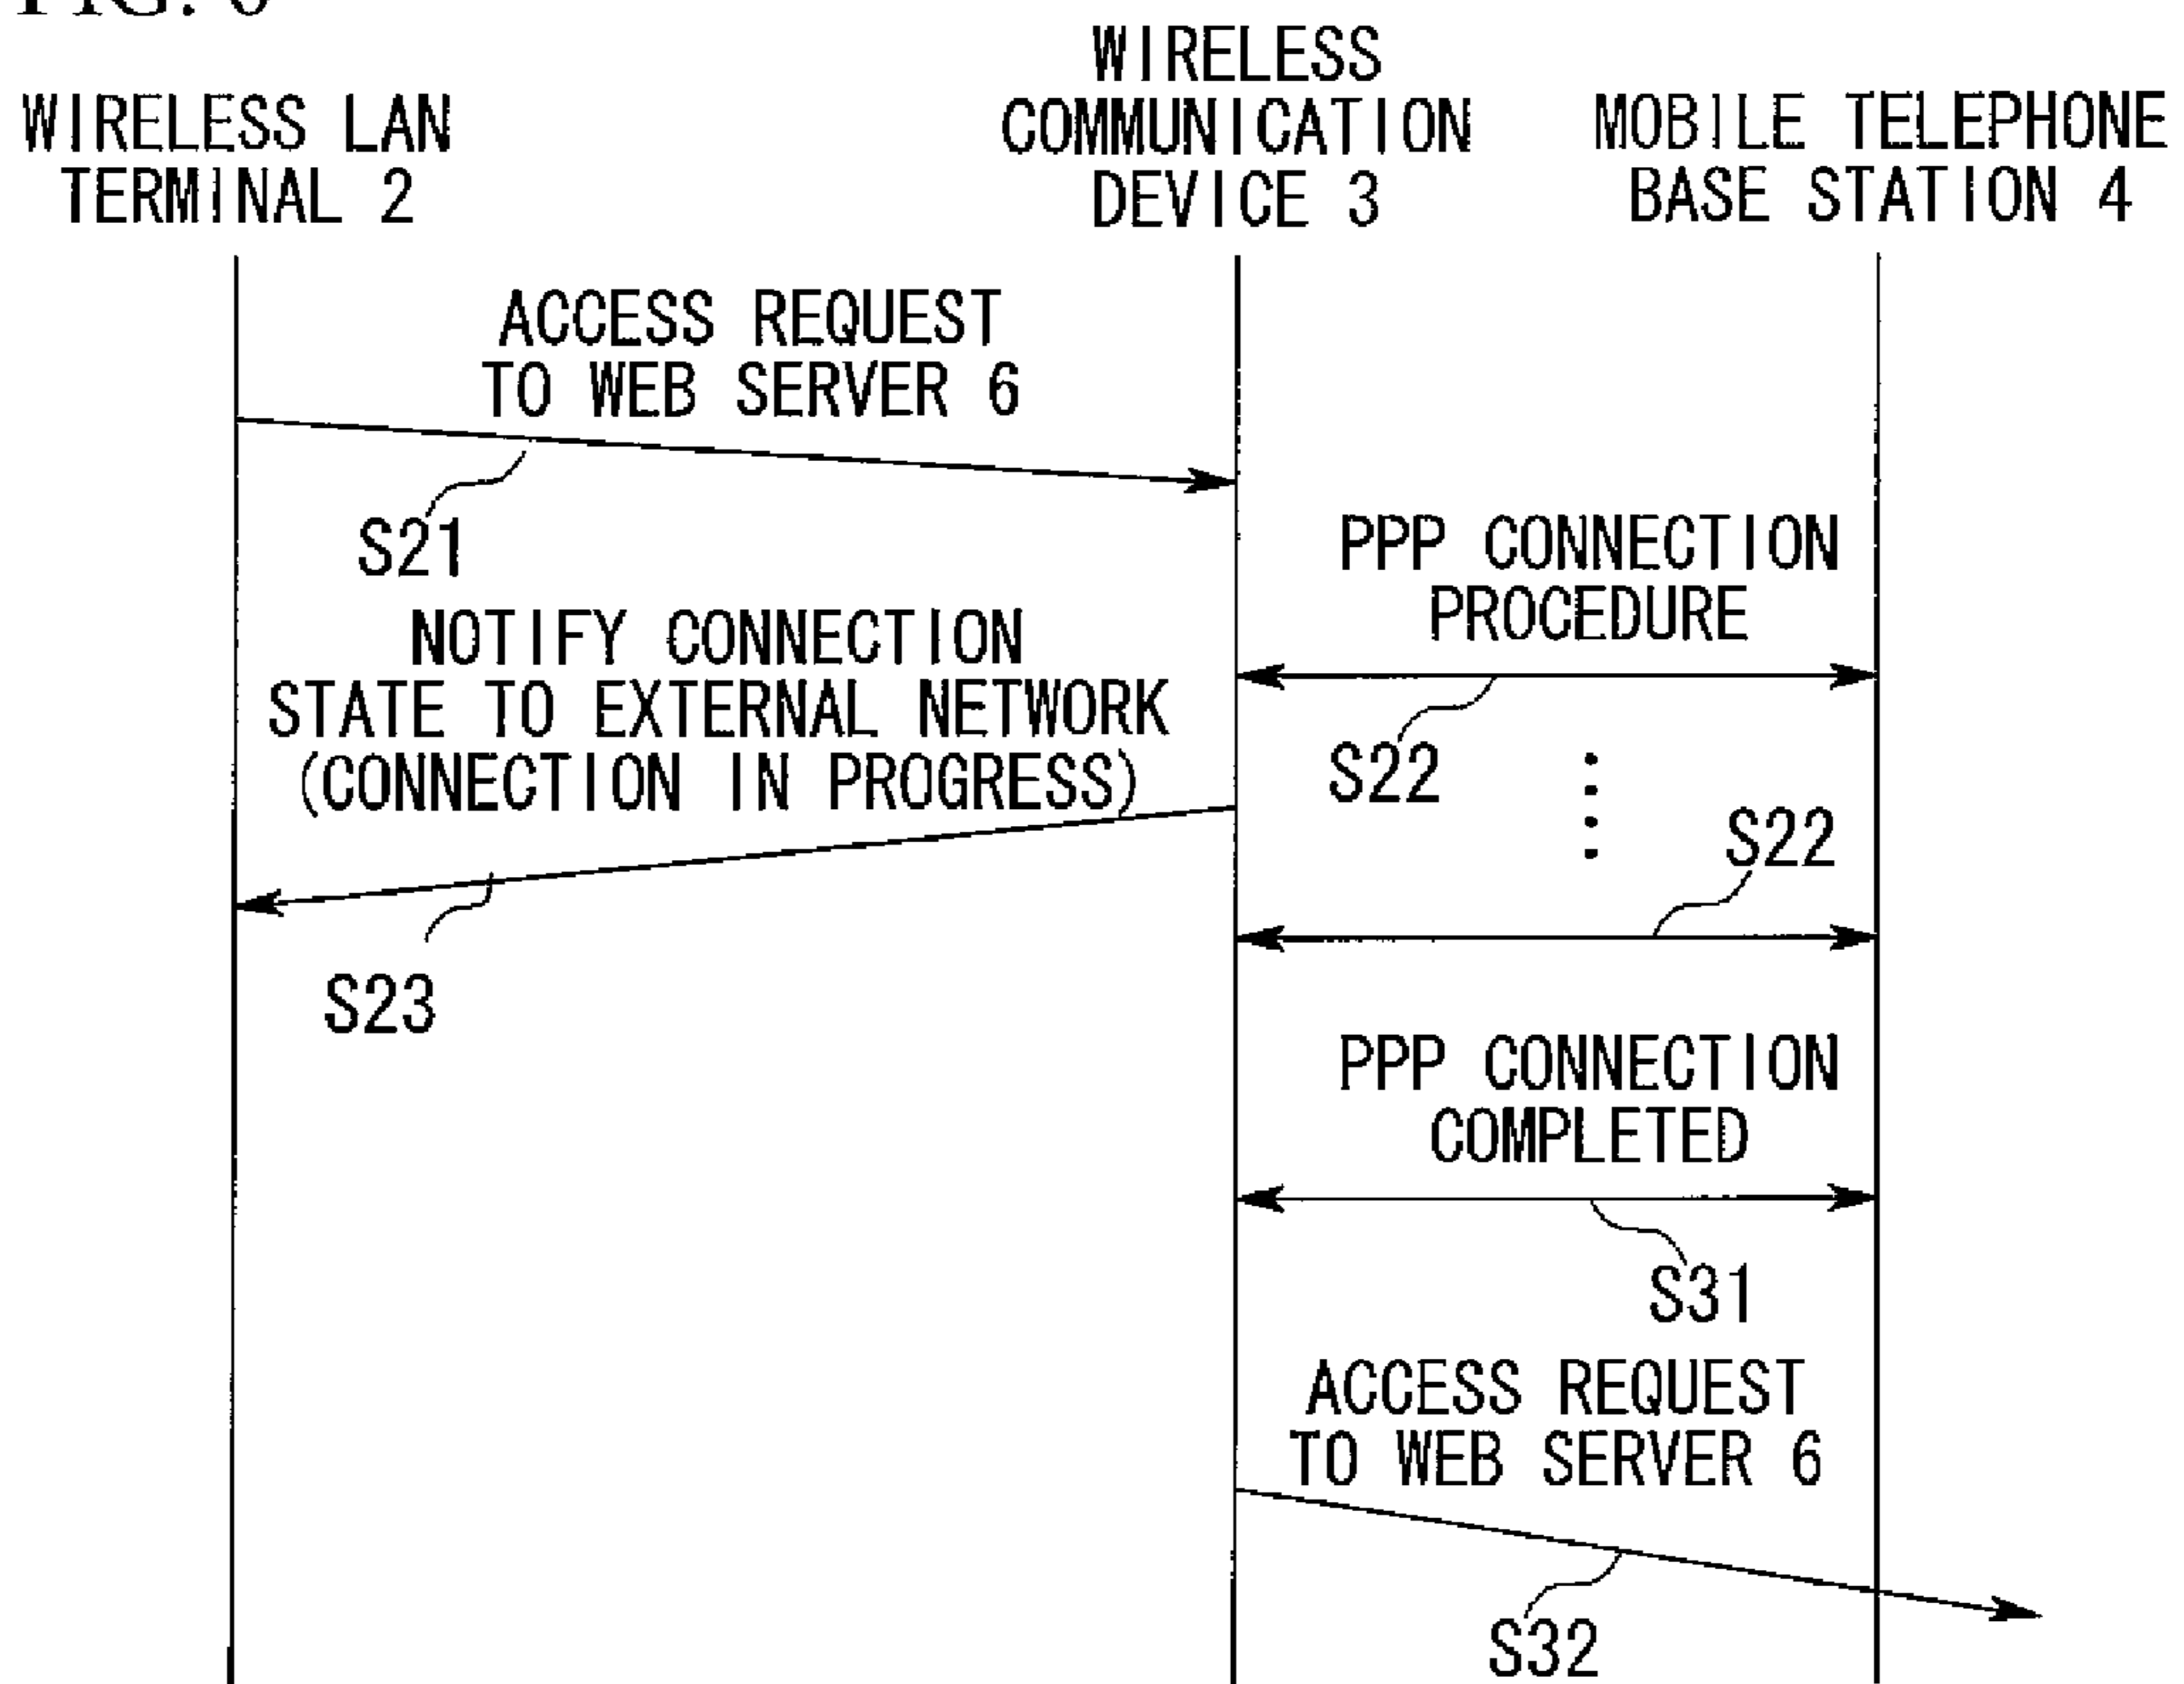 WIRELESS LAN
TERMINAL 2
WIRELESS
COMMUNICATION
DEVICE 3
MOBILE TELEPHONE
BASE STATION 4
ACCESS REQUEST
TO WEB SERVER 6
S21
PPP CONNECTION
PROCEDURE
S22
NOTIFY CONNECTION
STATE TO EXTERNAL NETWORK
(CONNECTION IN PROGRESS)
S22
S23
PPP CONNECTION
COMPLETED
S31
ACCESS REQUEST
TO WEB SERVER 6
S32